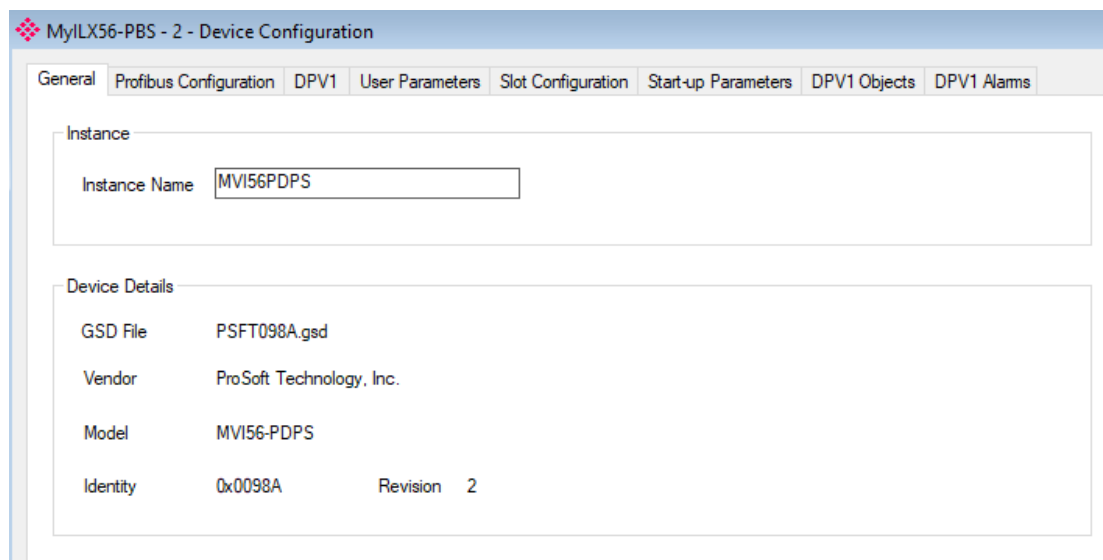 MyILX56-PBS - 2 - Device Configuration
General Profibus Configuration DPV1 User Parameters Slot Configuration Start-up Parameters DPV1 Objects DPV1 Alarms
Instance
Instance Name MVI56PDPS
Device Details
GSD File PSFT098A.gsd
Vendor ProSoft Technology, Inc.
Model MVI56-PDPS
Identity 0x0098A Revision 2